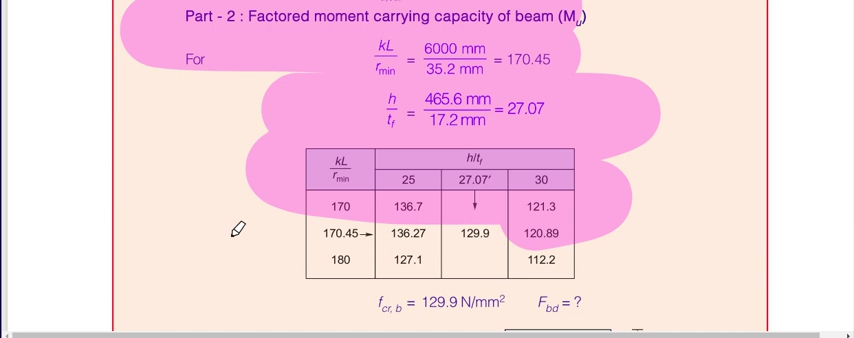 Part - 2 : Factored moment carrying capacity of beam (Mu)
For kL/rmin = 6000 mm/35.2 mm = 170.45
h/tf = 465.6 mm/17.2 mm = 27.07
kL/rmin h/tf
25 27.07′ 30
170 136.7 ↓ 121.3
170.45→ 136.27 129.9 120.89
180 127.1 112.2
fcr, b = 129.9 N/mm² Fbd = ?